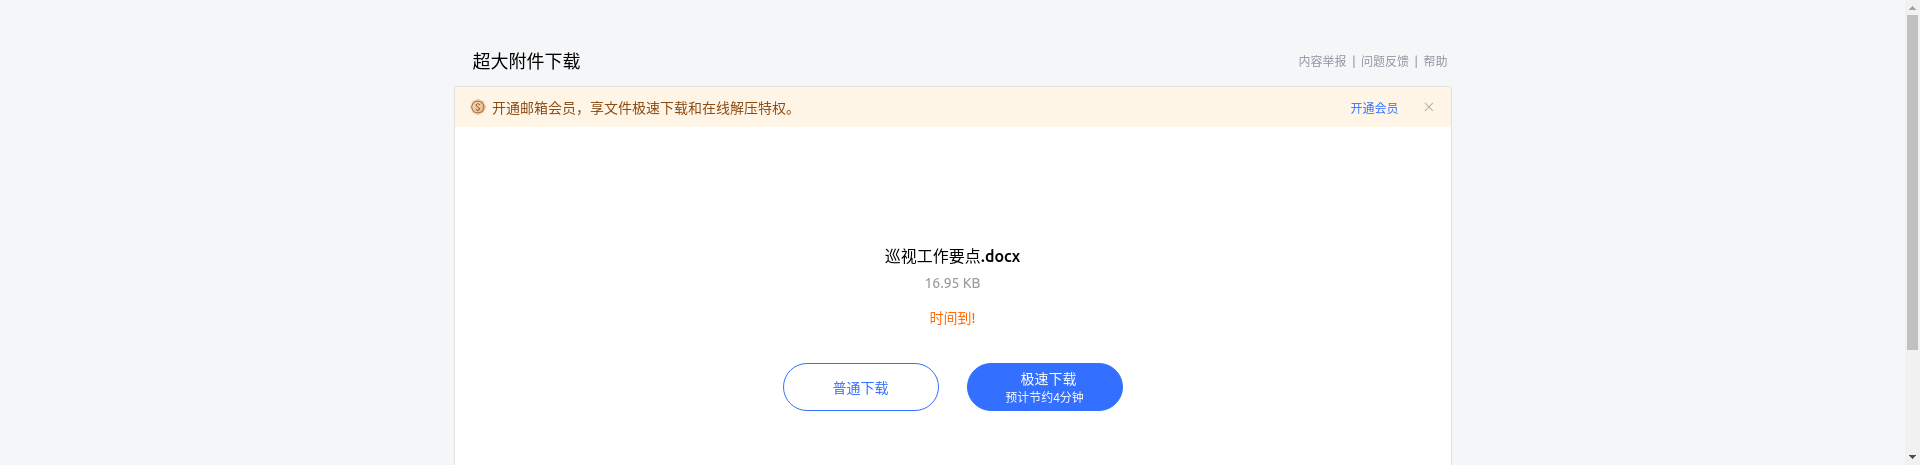 超大附件下载
内容举报 | 问题反馈 | 帮助
开通邮箱会员，享文件极速下载和在线解压特权。
开通会员
巡视工作要点.docx
16.95 KB
时间到!
普通下载
极速下载
预计节约4分钟